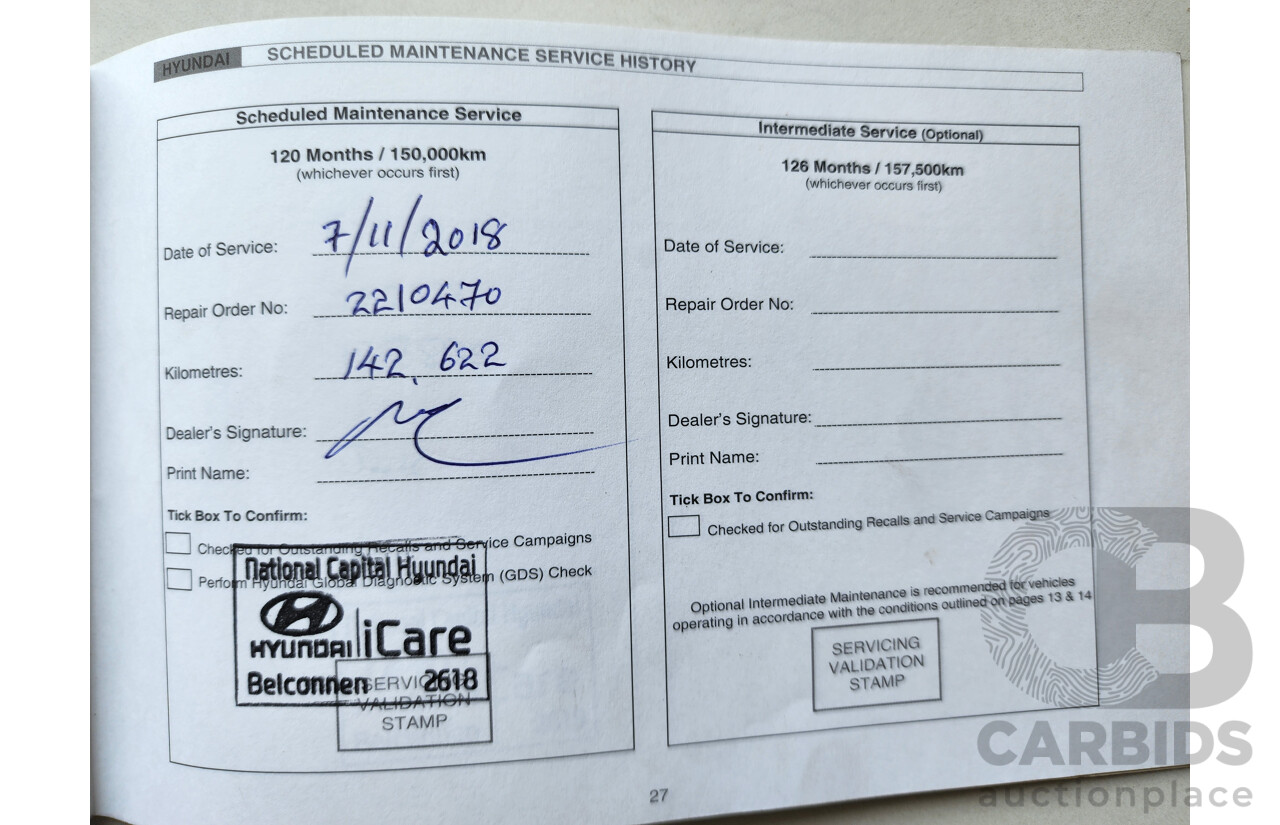 HYUNDAI SCHEDULED MAINTENANCE SERVICE HISTORY
Scheduled Maintenance Service
120 Months / 150,000km
(whichever occurs first)
Date of Service: 7/11/2018
Repair Order No: 2210470
Kilometres: 142,622
Dealer's Signature:
Print Name:
Tick Box To Confirm:
Checked for Outstanding Recalls and Service Campaigns
Perform Hyundai Global Diagnostic System (GDS) Check
National Capital Hyundai
HYUNDAI iCare
Belconnen 2618
SERVICING
VALIDATION
STAMP
Intermediate Service (Optional)
126 Months / 157,500km
(whichever occurs first)
Date of Service:
Repair Order No:
Kilometres:
Dealer's Signature:
Print Name:
Tick Box To Confirm:
Checked for Outstanding Recalls and Service Campaigns
Optional Intermediate Maintenance is recommended for vehicles
operating in accordance with the conditions outlined on pages 13 & 14
SERVICING
VALIDATION
STAMP
27
CARBIDS
auctionplace